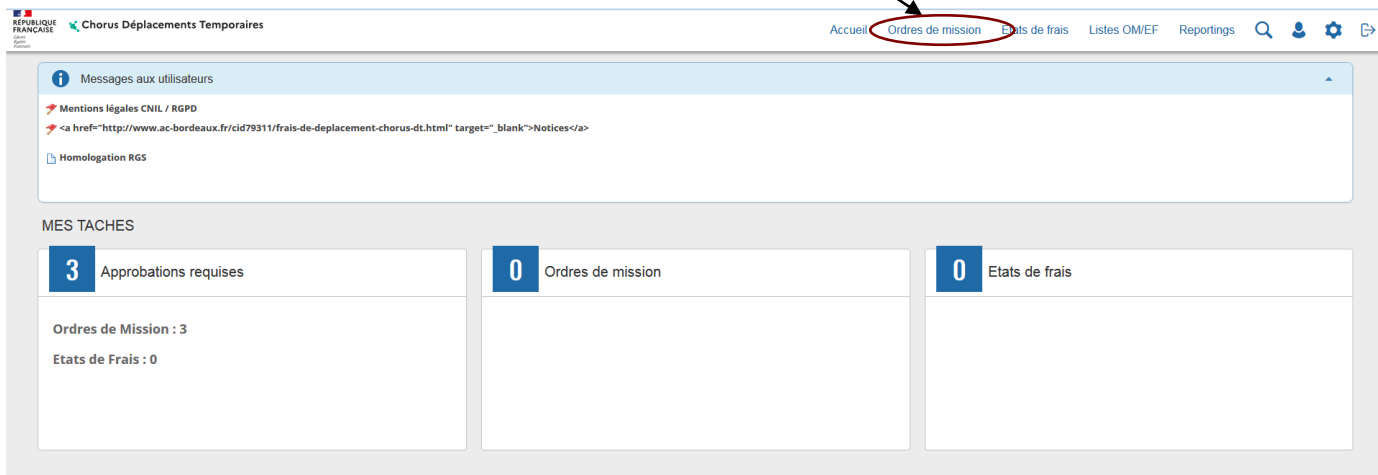 RÉPUBLIQUE
FRANÇAISE
Liberté
Égalité
Fraternité
Chorus Déplacements Temporaires
Accueil Ordres de mission Etats de frais Listes OM/EF Reportings
Messages aux utilisateurs
Mentions légales CNIL / RGPD
<a href="http://www.ac-bordeaux.fr/cid79311/frais-de-deplacement-chorus-dt.html" target="_blank">Notices</a>
Homologation RGS
MES TACHES
3 Approbations requises
Ordres de Mission : 3
Etats de Frais : 0
0 Ordres de mission
0 Etats de frais